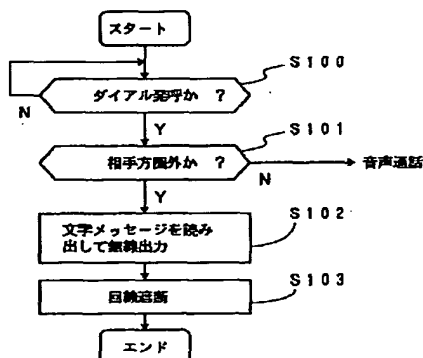 スタート
S100
ダイアル発呼か ?
N
Y
S101
相手方圏外か ?
N
音声通話
Y
S102
文字メッセージを読み
出して無線出力
S103
回線遮断
エンド